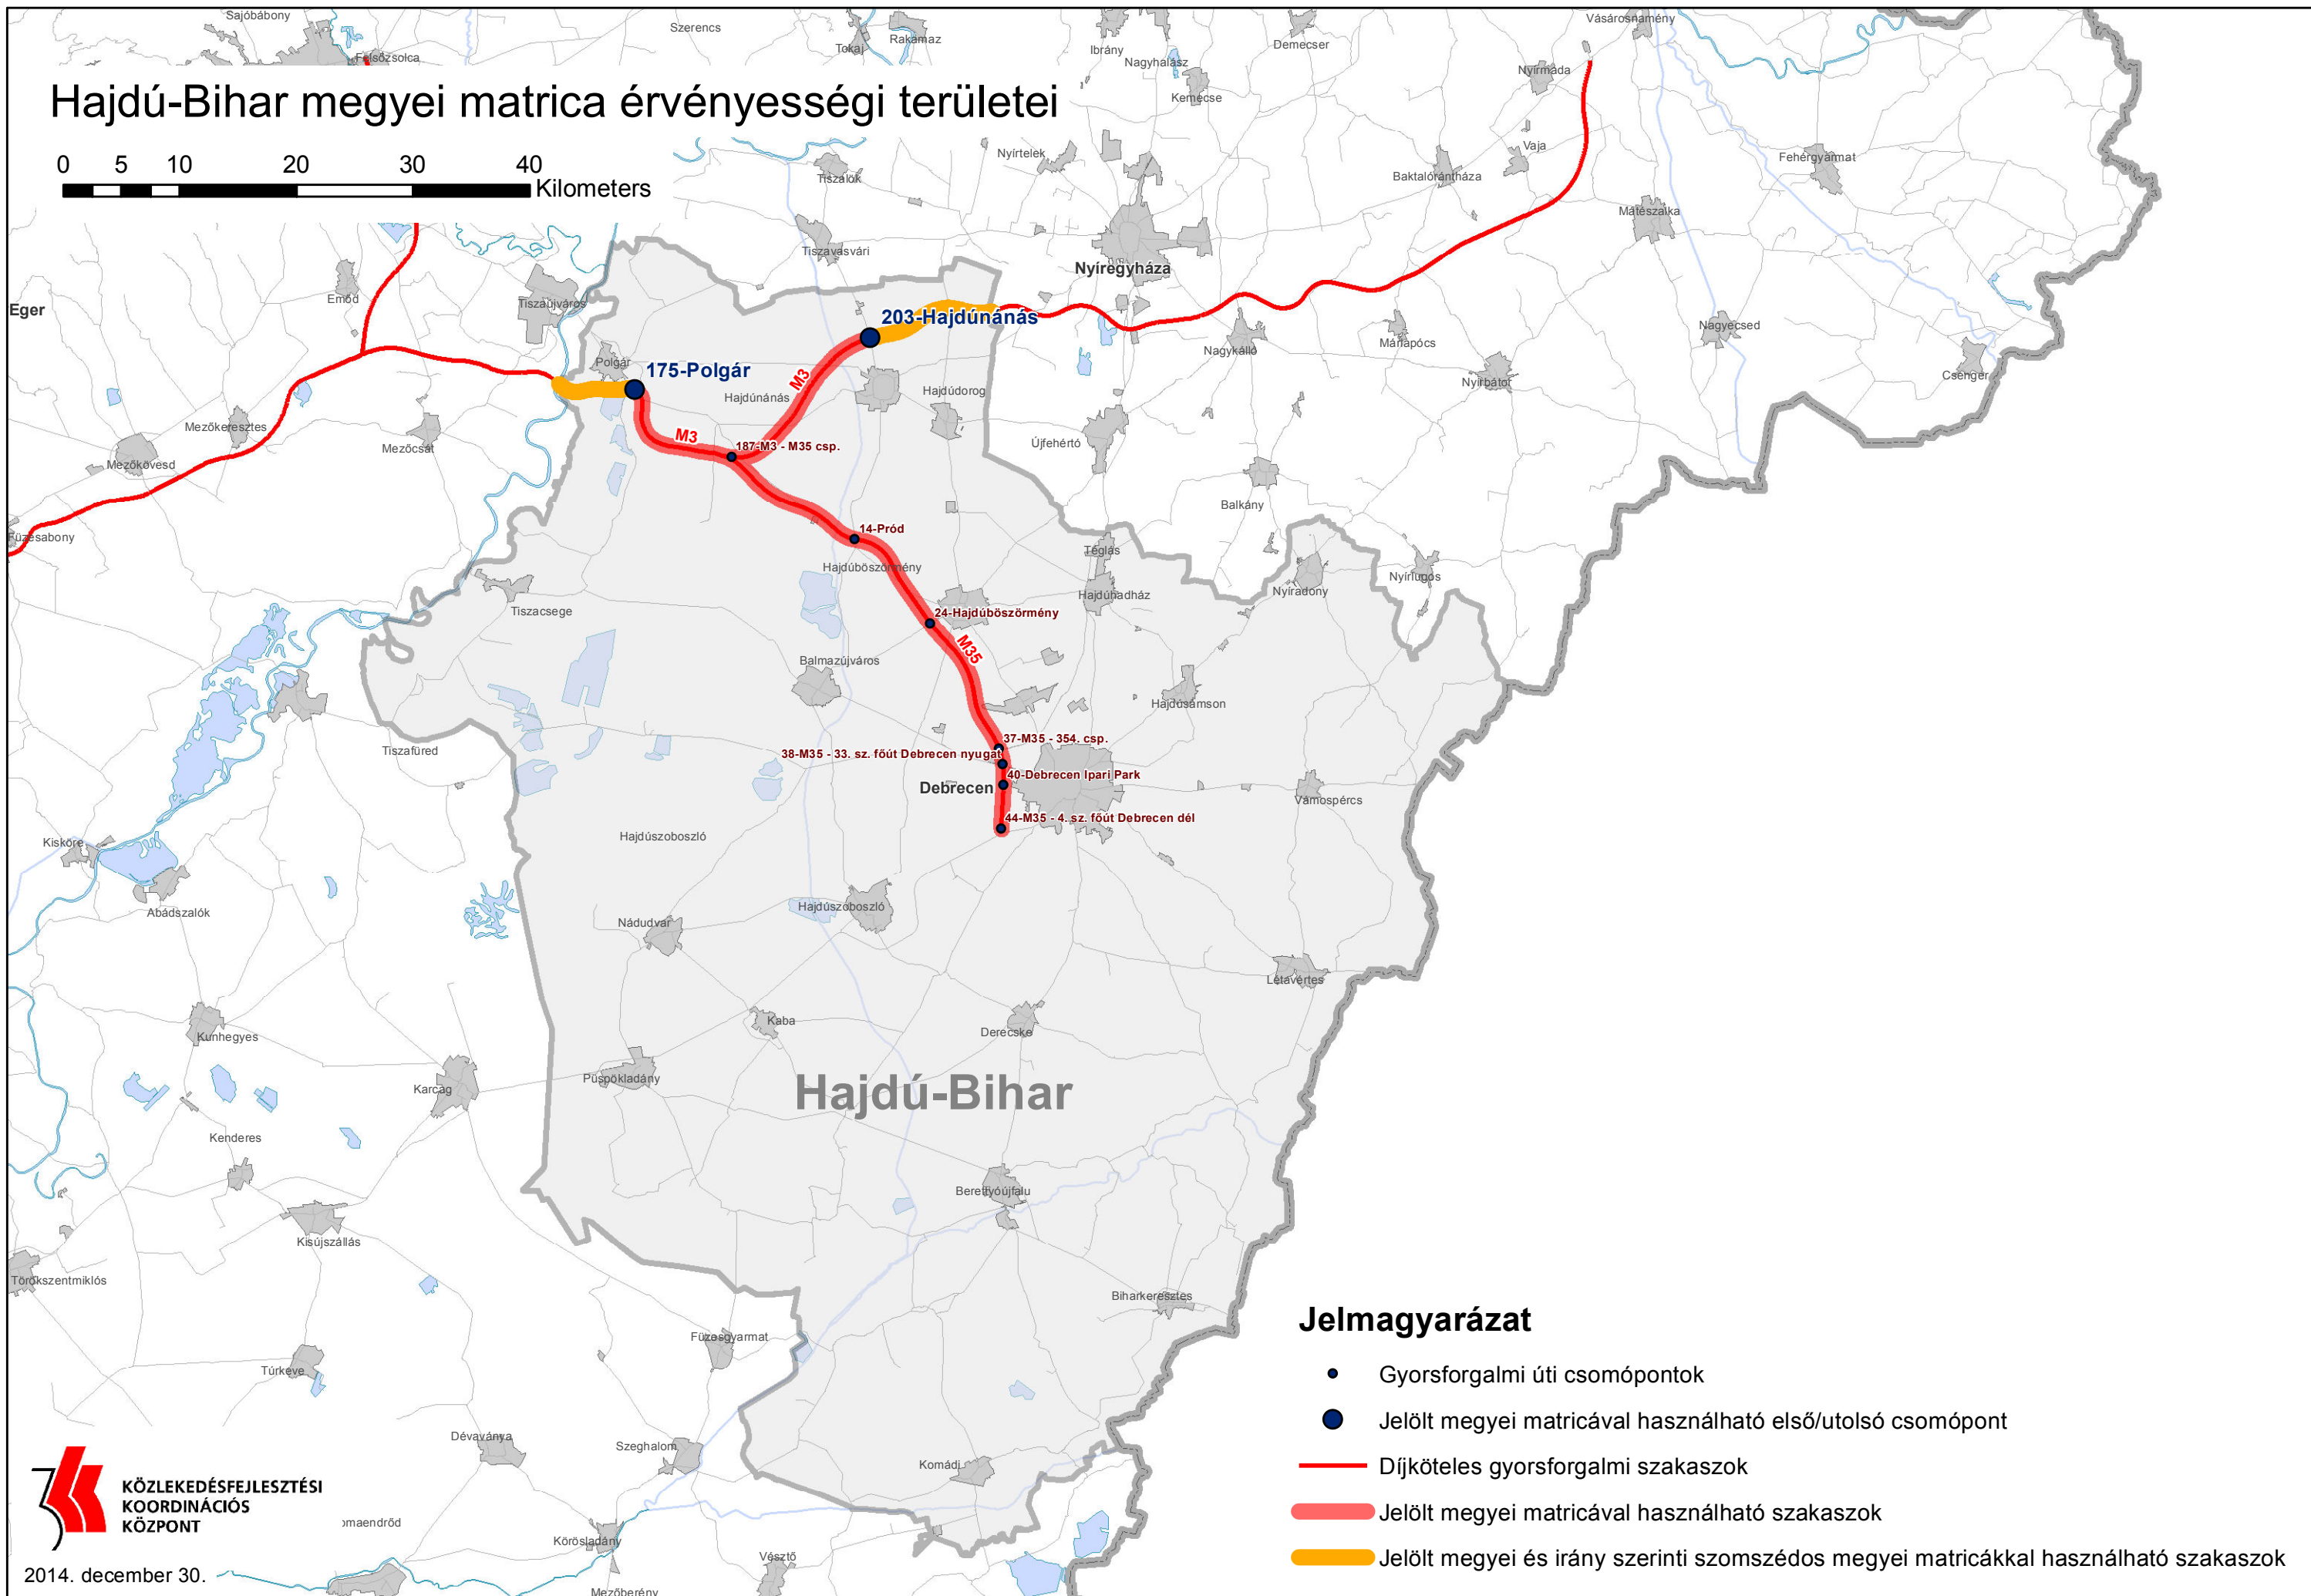 Sajóbábony
Szerencs
Tokaj
Rakamaz
Ibrány
Demecser
Vásárosnamény
Felsőzsolca
Nagyhalász
Nyírmada
Kemecse
Hajdú-Bihar megyei matrica érvényességi területei
0 5 10 20 30 40
Kilometers
Nyírtelek
Vaja
Fehérgyarmat
Tiszalök
Baktalórántháza
Mátészalka
Tiszavasvári
Nyíregyháza
Eger
Emőd
Tiszaújváros
203-Hajdúnánás
Nagyecsed
Nagykálló
Máriapócs
Polgár
175-Polgár
M3
Hajdúnánás
Hajdúdorog
Nyírbátor
Csenger
Mezőkeresztes
Mezőcsát
M3
187-M3 - M35 csp.
Újfehértó
Mezőkövesd
Balkány
Füzesabony
14-Pród
Téglás
Hajdúböszörmény
Nyírlugos
Tiszacsege
Hajdúhadház
Nyíradony
24-Hajdúböszörmény
M35
Balmazújváros
Hajdúsámson
Tiszafüred
37-M35 - 354. csp.
38-M35 - 33. sz. főút Debrecen nyugat
40-Debrecen Ipari Park
Debrecen
Vámospércs
44-M35 - 4. sz. főút Debrecen dél
Hajdúszoboszló
Kisköre
Abádszalók
Hajdúszoboszló
Nádudvar
Létavértes
Kaba
Derecske
Kunhegyes
Püspökladány
Karcag
Hajdú-Bihar
Kenderes
Berettyóújfalu
Kisújszállás
Törökszentmiklós
Biharkeresztes
Füzesgyarmat
Túrkeve
Dévaványa
Szeghalom
Komádi
Jelmagyarázat
Gyorsforgalmi úti csomópontok
Jelölt megyei matricával használható első/utolsó csomópont
Díjköteles gyorsforgalmi szakaszok
Jelölt megyei matricával használható szakaszok
Jelölt megyei és irány szerinti szomszédos megyei matricákkal használható szakaszok
KÖZLEKEDÉSFEJLESZTÉSI
KOORDINÁCIÓS
KÖZPONT
omaendrőd
Körösladány
Vésztő
2014. december 30.
Mezőberény